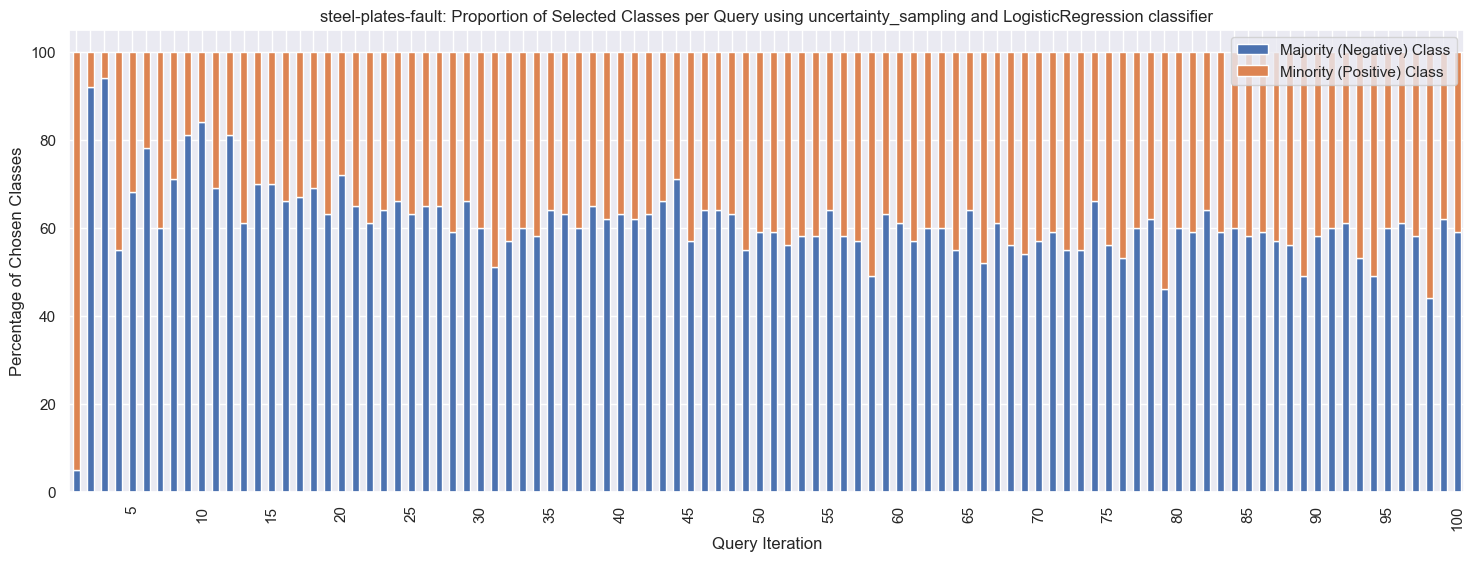 steel-plates-fault: Proportion of Selected Classes per Query using uncertainty_sampling and LogisticRegression classifier
Majority (Negative) Class
Minority (Positive) Class
Percentage of Chosen Classes
100
80
60
40
20
0
5 10 15 20 25 30 35 40 45 50 55 60 65 70 75 80 85 90 95 100
Query Iteration